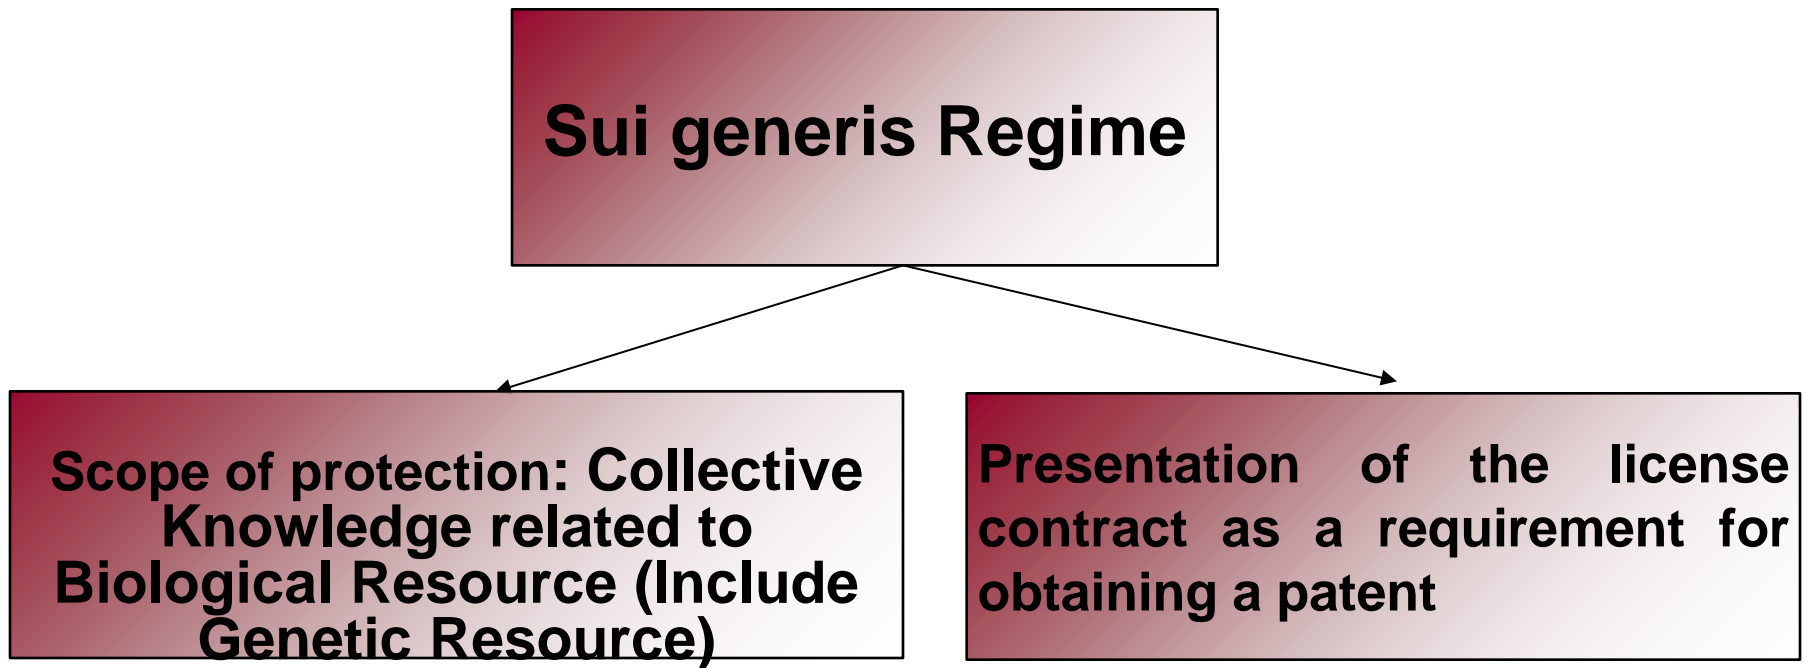 Sui generis Regime
Scope of protection: Collective
Knowledge related to
Biological Resource (Include
Genetic Resource)
Presentation of the license
contract as a requirement for
obtaining a patent